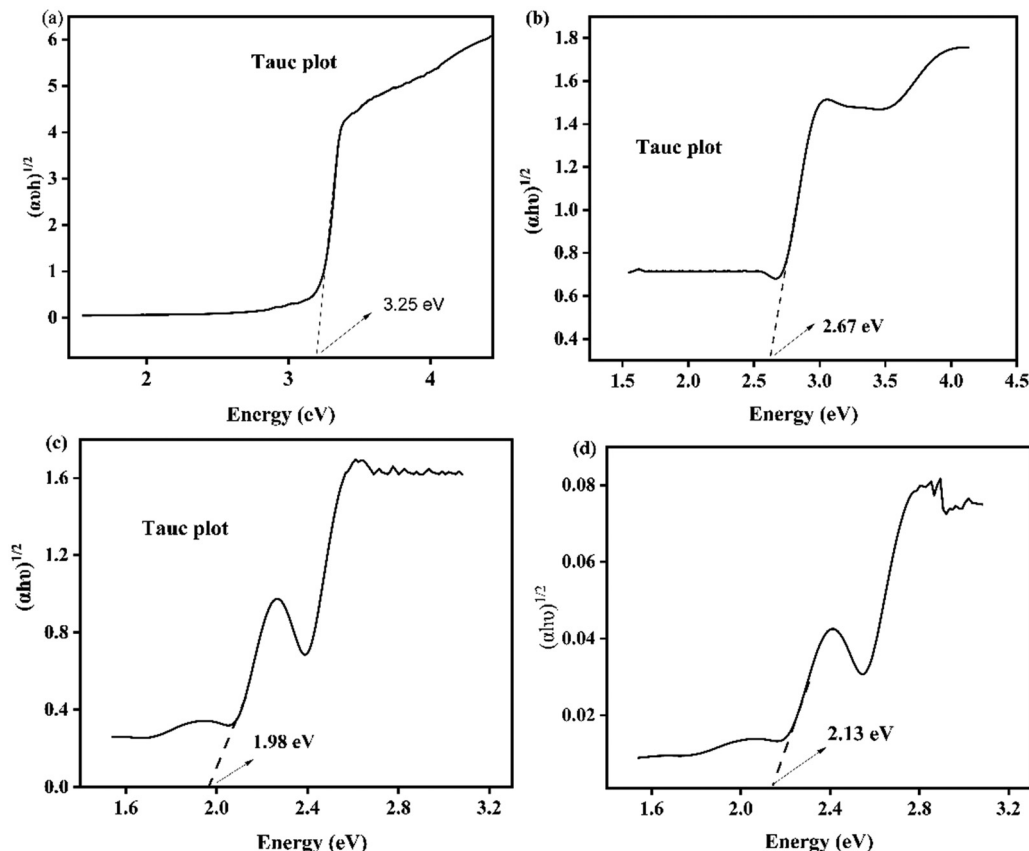 (a)
Tauc plot
(αυh)1/2
6
5
4
3
2
1
0
3.25 eV
2
3
4
Energy (eV)
(b)
Tauc plot
(αhυ)1/2
1.8
1.6
1.4
1.2
1.0
0.8
0.6
0.4
2.67 eV
1.5
2.0
2.5
3.0
3.5
4.0
4.5
Energy (eV)
(c)
Tauc plot
(αhυ)1/2
1.6
1.2
0.8
0.4
0.0
1.98 eV
1.6
2.0
2.4
2.8
3.2
Energy (eV)
(d)
(αhυ)1/2
0.08
0.06
0.04
0.02
2.13 eV
1.6
2.0
2.4
2.8
3.2
Energy (eV)